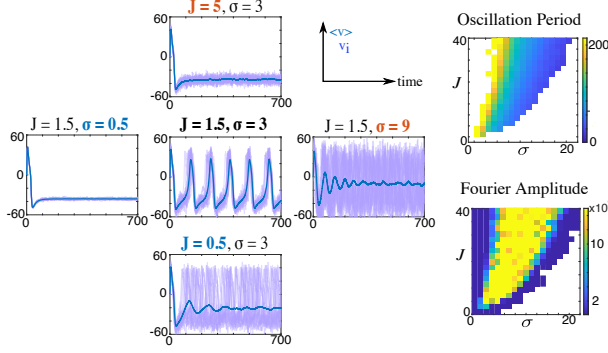 J = 5, σ = 3
60
0
-60
0
700
<v>
v_i
time
Oscillation Period
40
J
0
0
σ
20
200
0
J = 1.5, σ = 0.5
60
0
-60
0
700
J = 1.5, σ = 3
60
0
-60
0
700
J = 1.5, σ = 9
60
0
-60
0
700
J = 0.5, σ = 3
60
0
-60
0
700
Fourier Amplitude
40
J
0
0
σ
20
x10
10
2